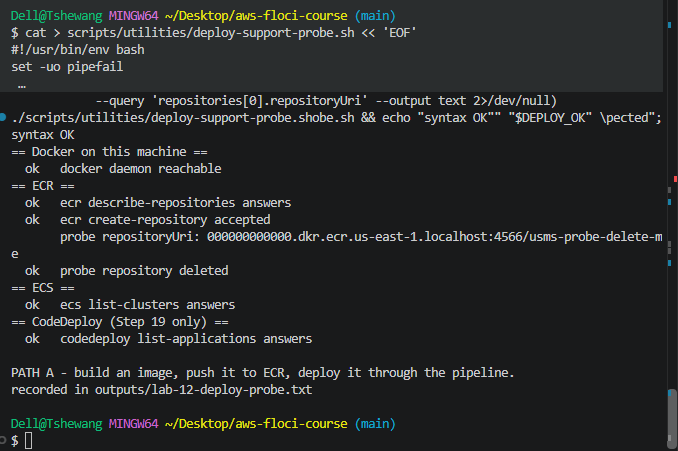 Dell@Tshewang MINGW64 ~/Desktop/aws-floci-course (main)
$ cat > scripts/utilities/deploy-support-probe.sh << 'EOF'
#!/usr/bin/env bash
set -uo pipefail
…
--query 'repositories[0].repositoryUri' --output text 2>/dev/null)
./scripts/utilities/deploy-support-probe.shobe.sh && echo "syntax OK"" "$DEPLOY_OK" \pected";
syntax OK
== Docker on this machine ==
ok docker daemon reachable
== ECR ==
ok ecr describe-repositories answers
ok ecr create-repository accepted
probe repositoryUri: 000000000000.dkr.ecr.us-east-1.localhost:4566/usms-probe-delete-m
e
ok probe repository deleted
== ECS ==
ok ecs list-clusters answers
== CodeDeploy (Step 19 only) ==
ok codedeploy list-applications answers
PATH A - build an image, push it to ECR, deploy it through the pipeline.
recorded in outputs/lab-12-deploy-probe.txt
Dell@Tshewang MINGW64 ~/Desktop/aws-floci-course (main)
$